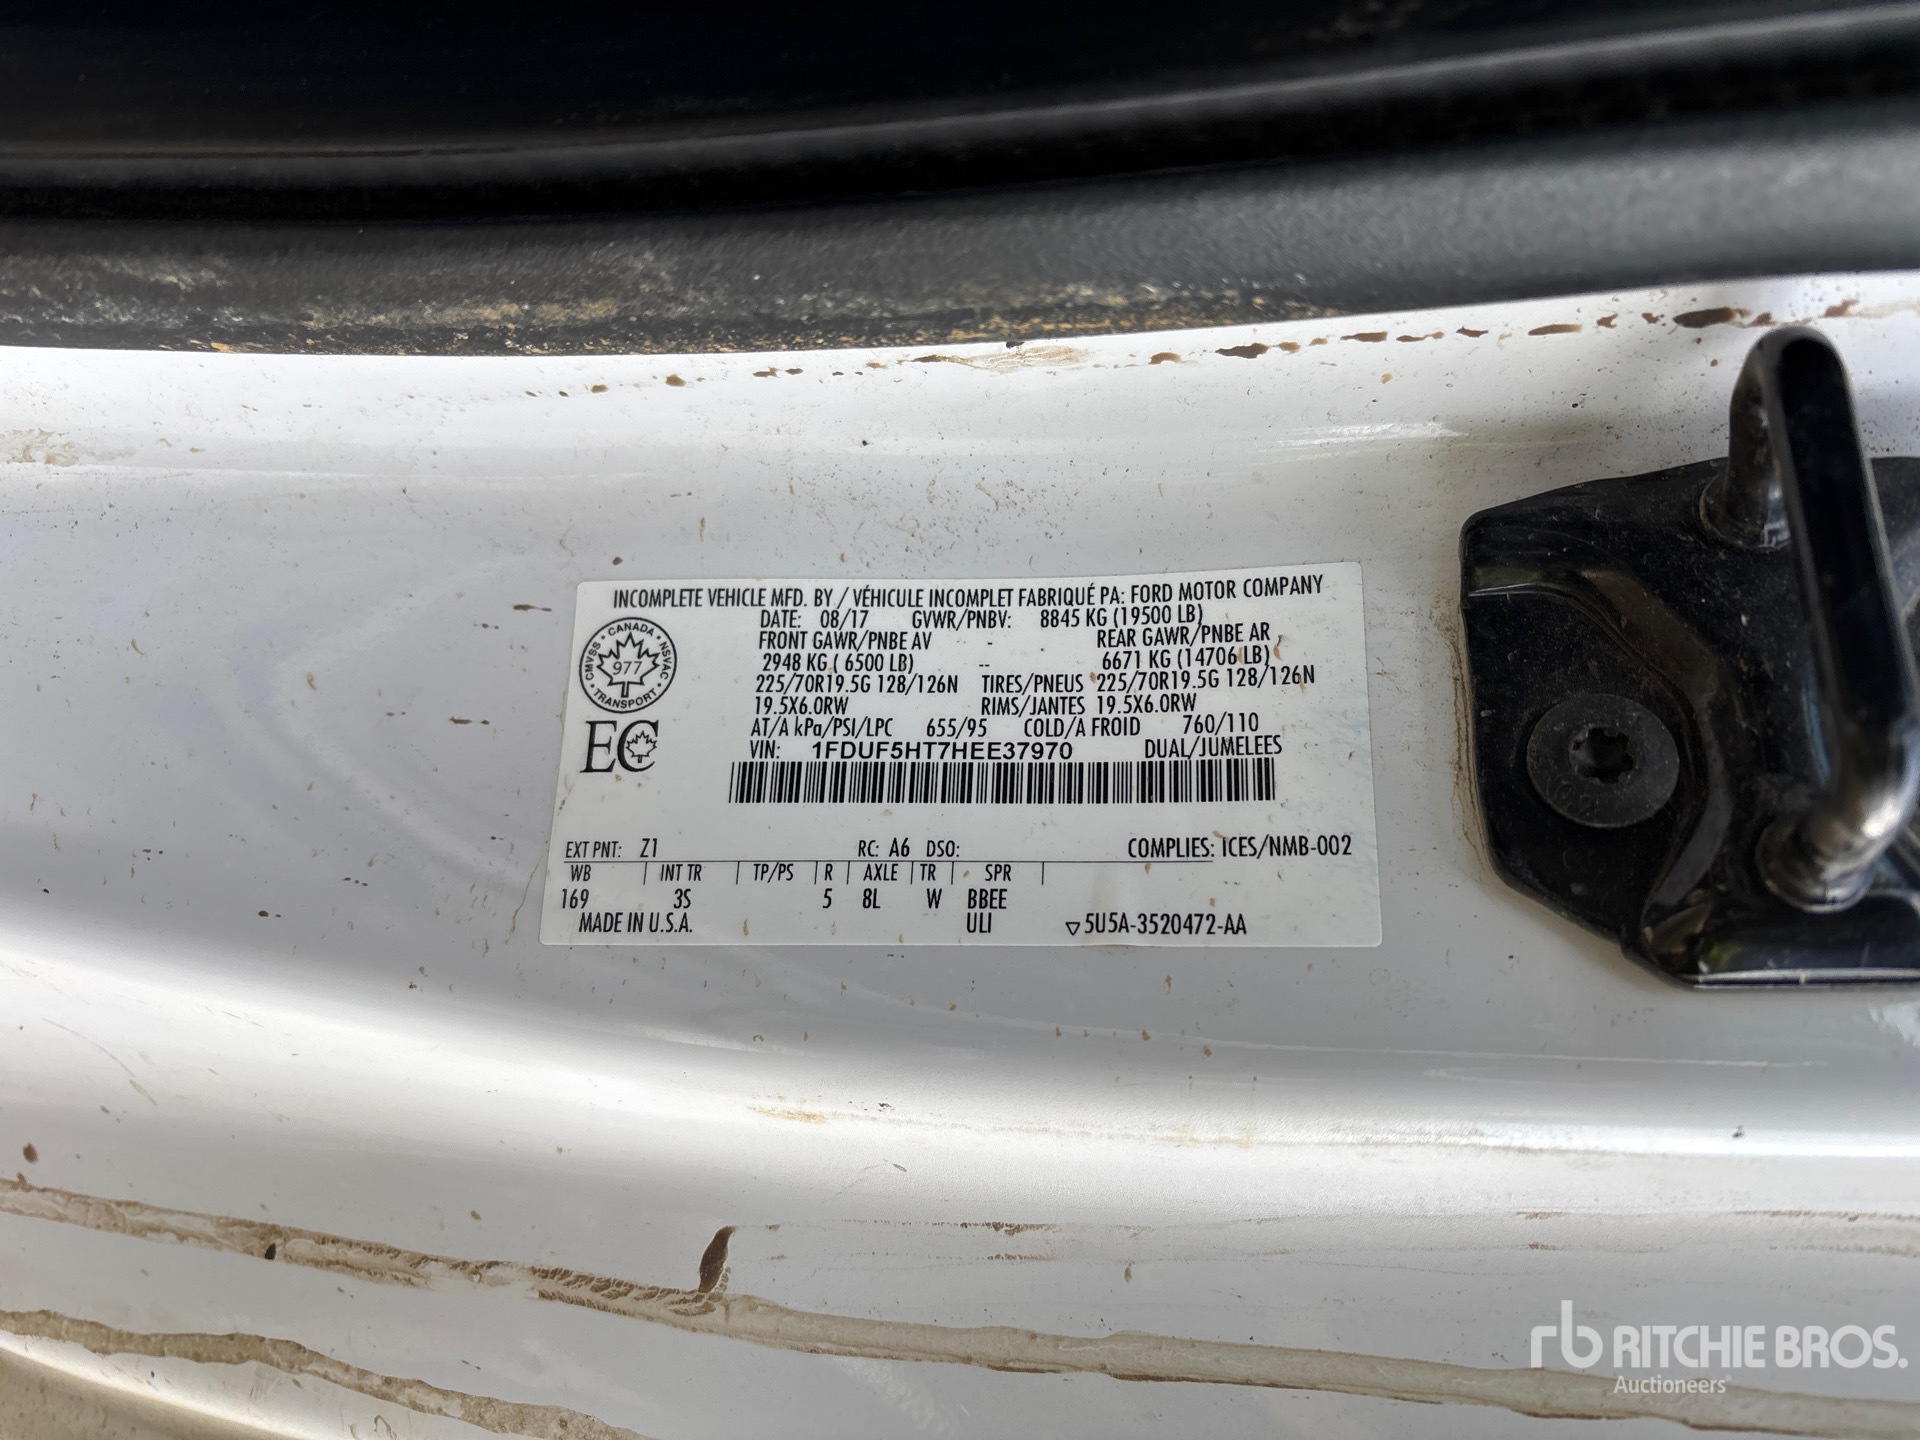 INCOMPLETE VEHICLE MFD. BY / VÉHICULE INCOMPLET FABRIQUÉ PA: FORD MOTOR COMPANY
DATE: 08/17 GVWR/PNBV: 8845 KG (19500 LB)
FRONT GAWR/PNBE AV - REAR GAWR/PNBE AR
2948 KG ( 6500 LB) -- 6671 KG (14706 LB)
225/70R19.5G 128/126N TIRES/PNEUS 225/70R19.5G 128/126N
19.5X6.0RW RIMS/JANTES 19.5X6.0RW
AT/A kPa/PSI/LPC 655/95 COLD/A FROID 760/110
VIN: 1FDUF5HT7HEE37970 DUAL/JUMELEES
CANADA
CMVSS 977 NSVAC
TRANSPORT
EC
EXT PNT: Z1 RC: A6 DSO: COMPLIES: ICES/NMB-002
WB INT TR TP/PS R AXLE TR SPR
169 3S 5 8L W BBEE
MADE IN U.S.A. ULI ▽5U5A-3520472-AA
rb RITCHIE BROS.
Auctioneers